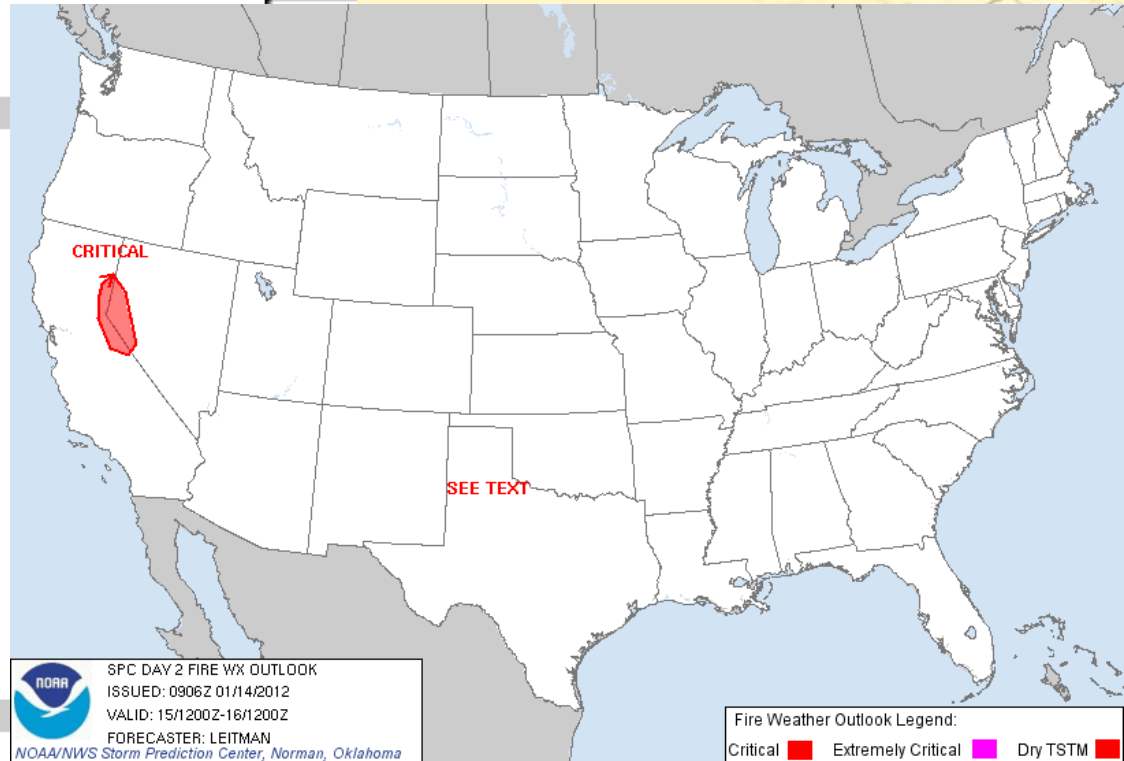 CRITICAL
SEE TEXT
NOAA
SPC DAY 2 FIRE WX OUTLOOK
ISSUED: 0906Z 01/14/2012
VALID: 15/1200Z-16/1200Z
FORECASTER: LEITMAN
NOAA/NWS Storm Prediction Center, Norman, Oklahoma
Fire Weather Outlook Legend:
Critical Extremely Critical Dry TSTM